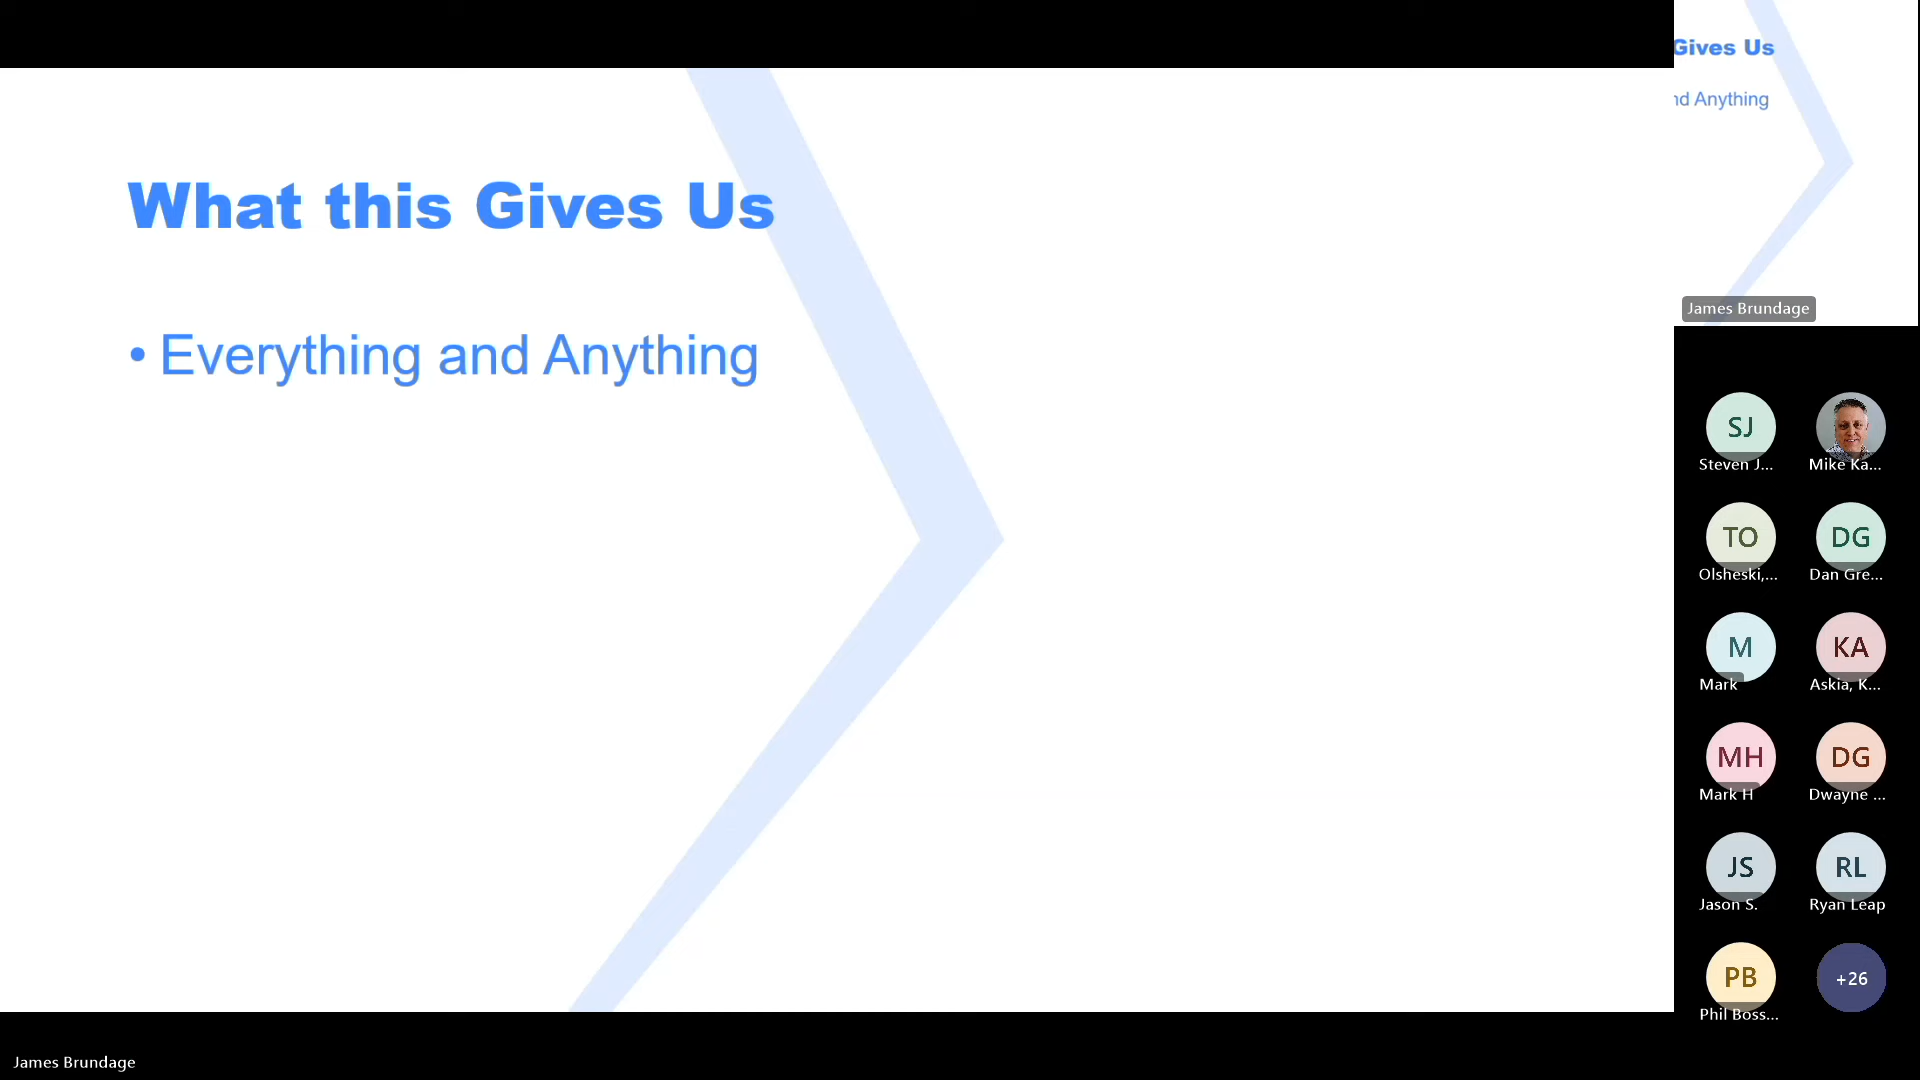 What this Gives Us
• Everything and Anything
Gives Us
nd Anything
James Brundage
SJ
Steven J...
Mike Ka...
TO
Olsheski,...
DG
Dan Gre...
M
Mark
KA
Askia, K...
MH
Mark H
DG
Dwayne ...
JS
Jason S.
RL
Ryan Leap
PB
Phil Boss...
+26
James Brundage